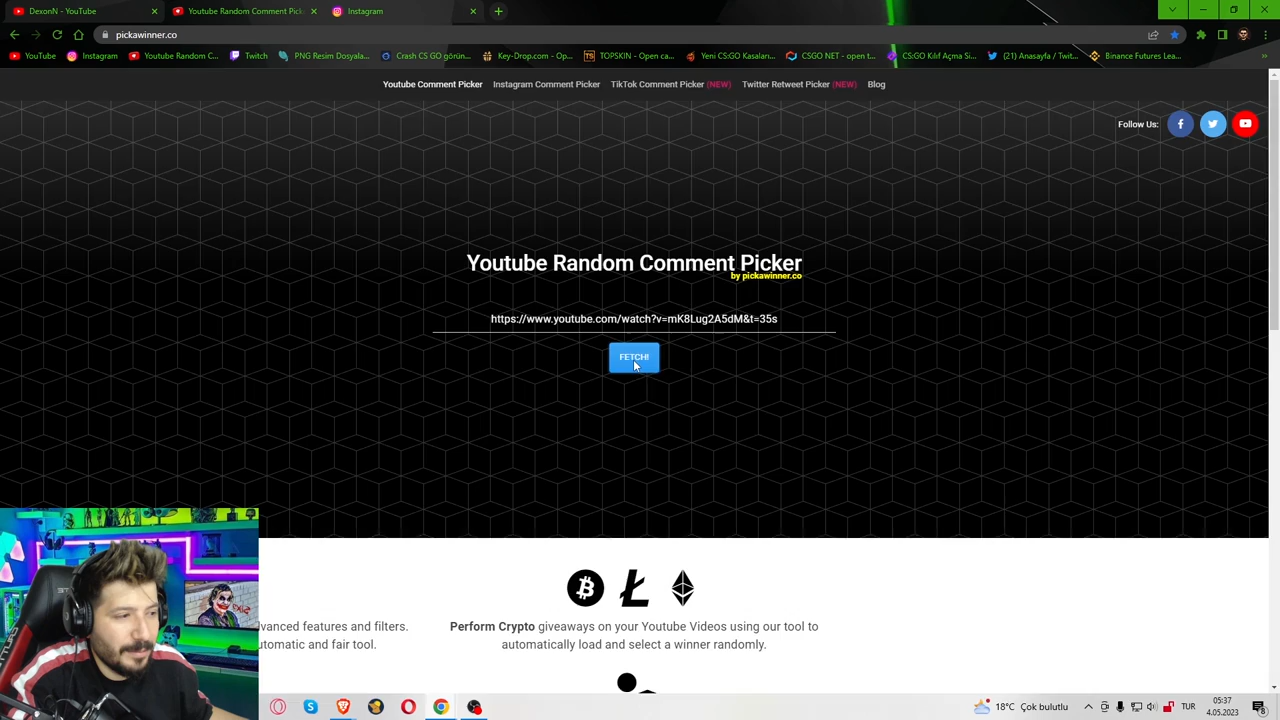 DexonN - YouTube
Youtube Random Comment Pick
Instagram
pickawinner.co
YouTube
Instagram
Youtube Random C...
Twitch
PNG Resim Dosyala...
Crash CS GO görün...
Key-Drop.com - Op...
TOPSKIN - Open ca...
Yeni CS:GO Kasaları...
CSGO NET - open t...
CS:GO Kılıf Açma Si...
(21) Anasayfa / Twit...
Binance Futures Lea...
Youtube Comment Picker
Instagram Comment Picker
TikTok Comment Picker (NEW)
Twitter Retweet Picker (NEW)
Blog
Follow Us:
Youtube Random Comment Picker
by pickawinner.co
https://www.youtube.com/watch?v=mK8Lug2A5dM&t=35s
FETCH!
vanced features and filters.
utomatic and fair tool.
Perform Crypto giveaways on your Youtube Videos using our tool to
automatically load and select a winner randomly.
18°C Çok bulutlu
TUR
05:37
4.05.2023
8